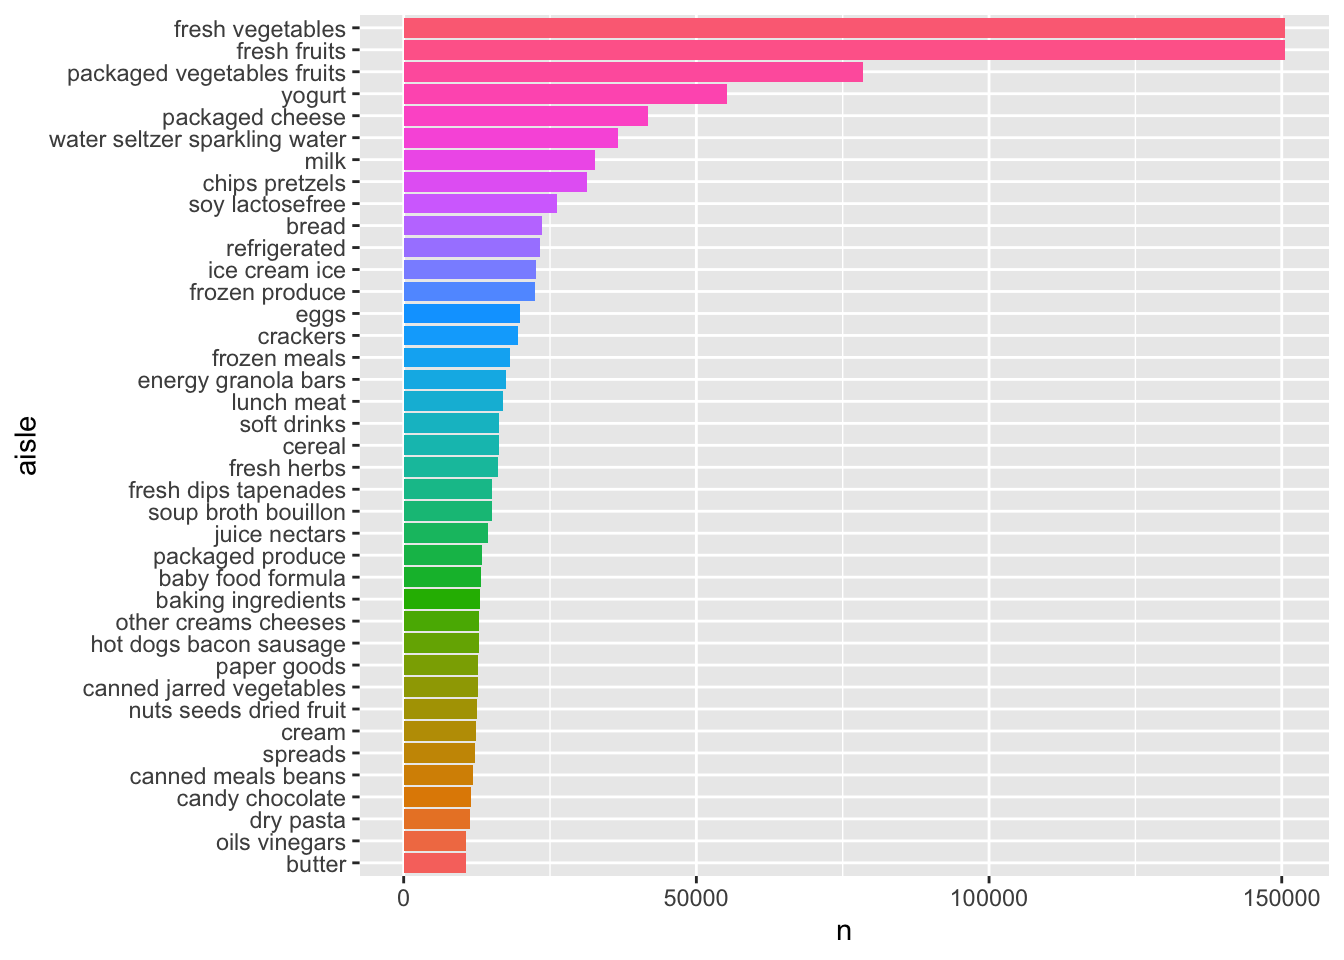 fresh vegetables
fresh fruits
packaged vegetables fruits
yogurt
packaged cheese
water seltzer sparkling water
milk
chips pretzels
soy lactosefree
bread
refrigerated
ice cream ice
frozen produce
eggs
crackers
frozen meals
energy granola bars
lunch meat
soft drinks
cereal
fresh herbs
fresh dips tapenades
soup broth bouillon
juice nectars
packaged produce
baby food formula
baking ingredients
other creams cheeses
hot dogs bacon sausage
paper goods
canned jarred vegetables
nuts seeds dried fruit
cream
spreads
canned meals beans
candy chocolate
dry pasta
oils vinegars
butter
aisle
0 50000 100000 150000
n